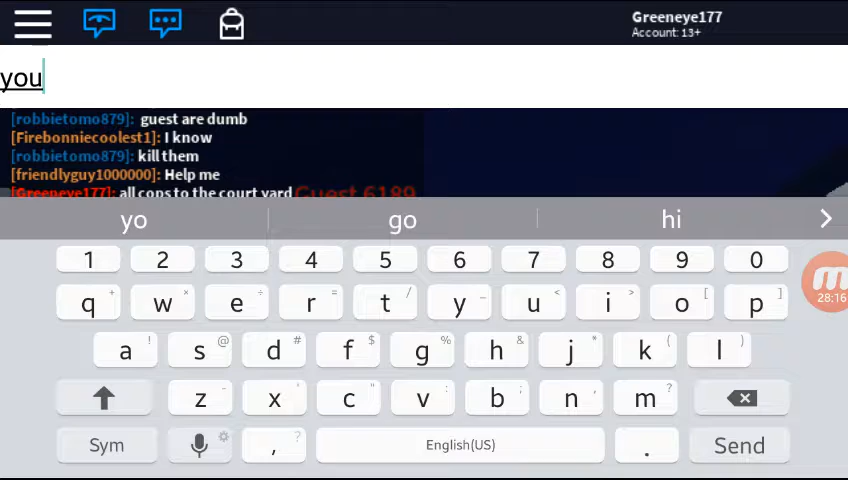 Greeneye177
Account: 13+
you
[robbietomo879]: guest are dumb
[Firebonniecoolest1]: I know
[robbietomo879]: kill them
[friendlyguy1000000]: Help me
[Greeneye177]: all cops to the court yard
Guest 6189
yo go hi >
1 2 3 4 5 6 7 8 9 0
q + w × e ÷ r = t / y _ u < i > o [ p ]
a ! s @ d # f $ g % h & j * k ( l )
z - x ' c " v : b ; n , m ?
28:16
Sym , ? English(US) . Send